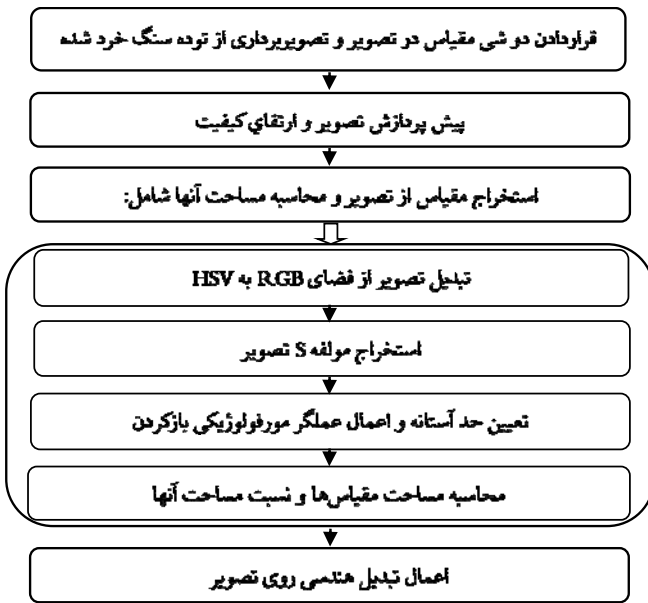 قراردادن دو شی مقیاس در تصویر و تصویربرداری از توده سنگ خرد شده
پیش پردازش تصویر و ارتقاي کیفیت
استخراج مقیاس از تصویر و محاسبه مساحت آنها شامل:
تبدیل تصویر از فضای RGB به HSV
استخراج مولفه S تصویر
تعیین حد آستانه و اعمال عملگر مورفولوژیکی بازکردن
محاسبه مساحت مقیاس‌ها و نسبت مساحت آنها
اعمال تبدیل هندسی روی تصویر